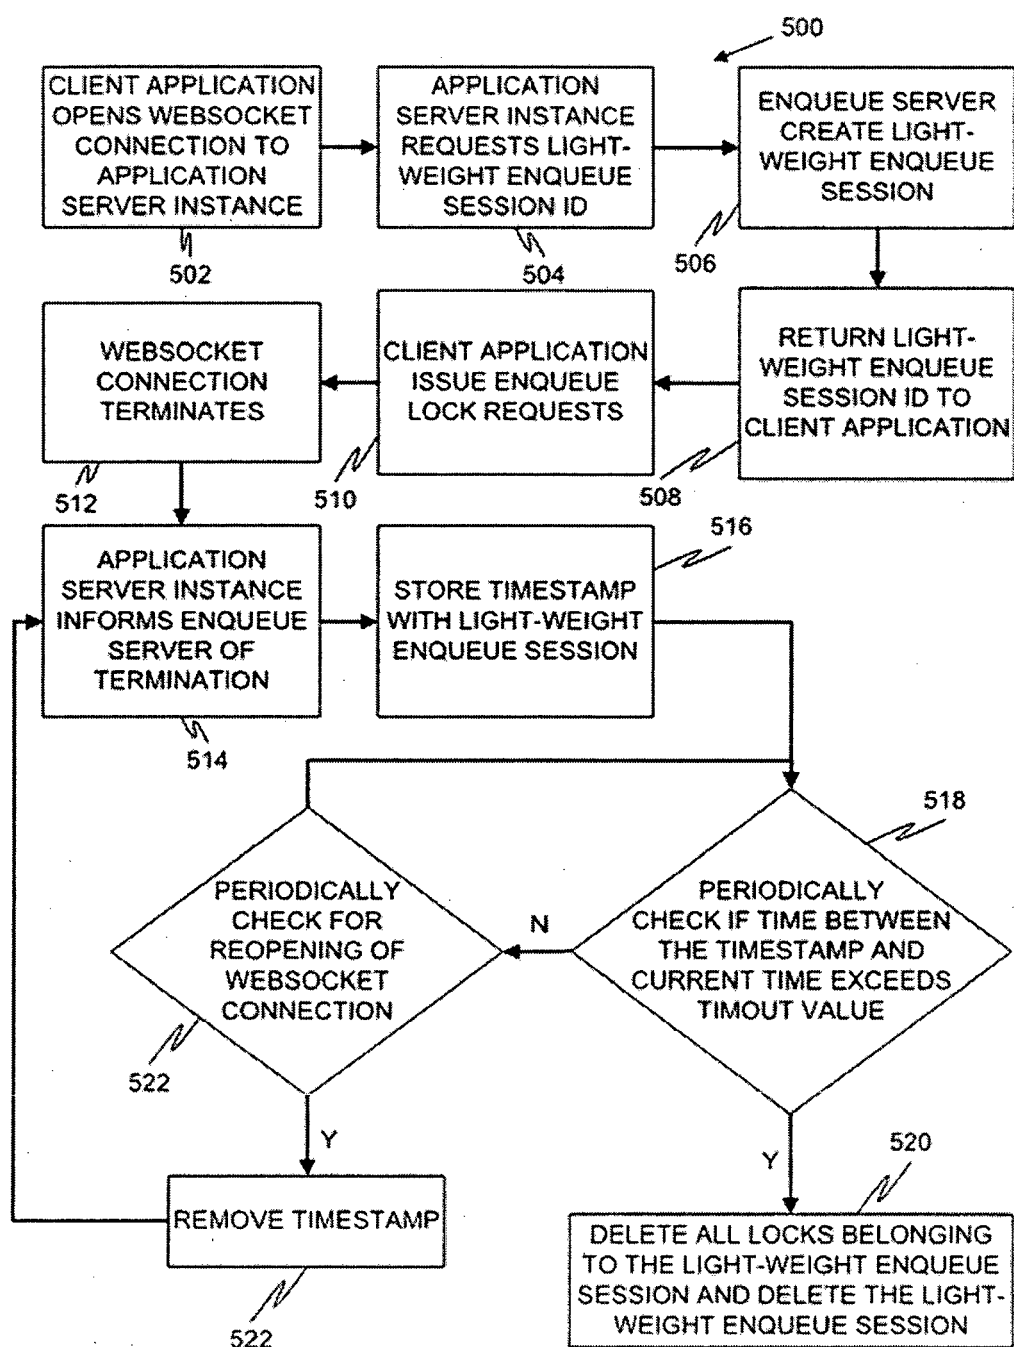 500
CLIENT APPLICATION
OPENS WEBSOCKET
CONNECTION TO
APPLICATION
SERVER INSTANCE
502
APPLICATION
SERVER INSTANCE
REQUESTS LIGHT-
WEIGHT ENQUEUE
SESSION ID
504
ENQUEUE SERVER
CREATE LIGHT-
WEIGHT ENQUEUE
SESSION
506
RETURN LIGHT-
WEIGHT ENQUEUE
SESSION ID TO
CLIENT APPLICATION
508
CLIENT APPLICATION
ISSUE ENQUEUE
LOCK REQUESTS
510
WEBSOCKET
CONNECTION
TERMINATES
512
APPLICATION
SERVER INSTANCE
INFORMS ENQUEUE
SERVER OF
TERMINATION
514
STORE TIMESTAMP
WITH LIGHT-WEIGHT
ENQUEUE SESSION
516
PERIODICALLY
CHECK IF TIME BETWEEN
THE TIMESTAMP AND
CURRENT TIME EXCEEDS
TIMOUT VALUE
518
N
PERIODICALLY
CHECK FOR
REOPENING OF
WEBSOCKET
CONNECTION
522
Y
REMOVE TIMESTAMP
522
Y
520
DELETE ALL LOCKS BELONGING
TO THE LIGHT-WEIGHT ENQUEUE
SESSION AND DELETE THE LIGHT-
WEIGHT ENQUEUE SESSION